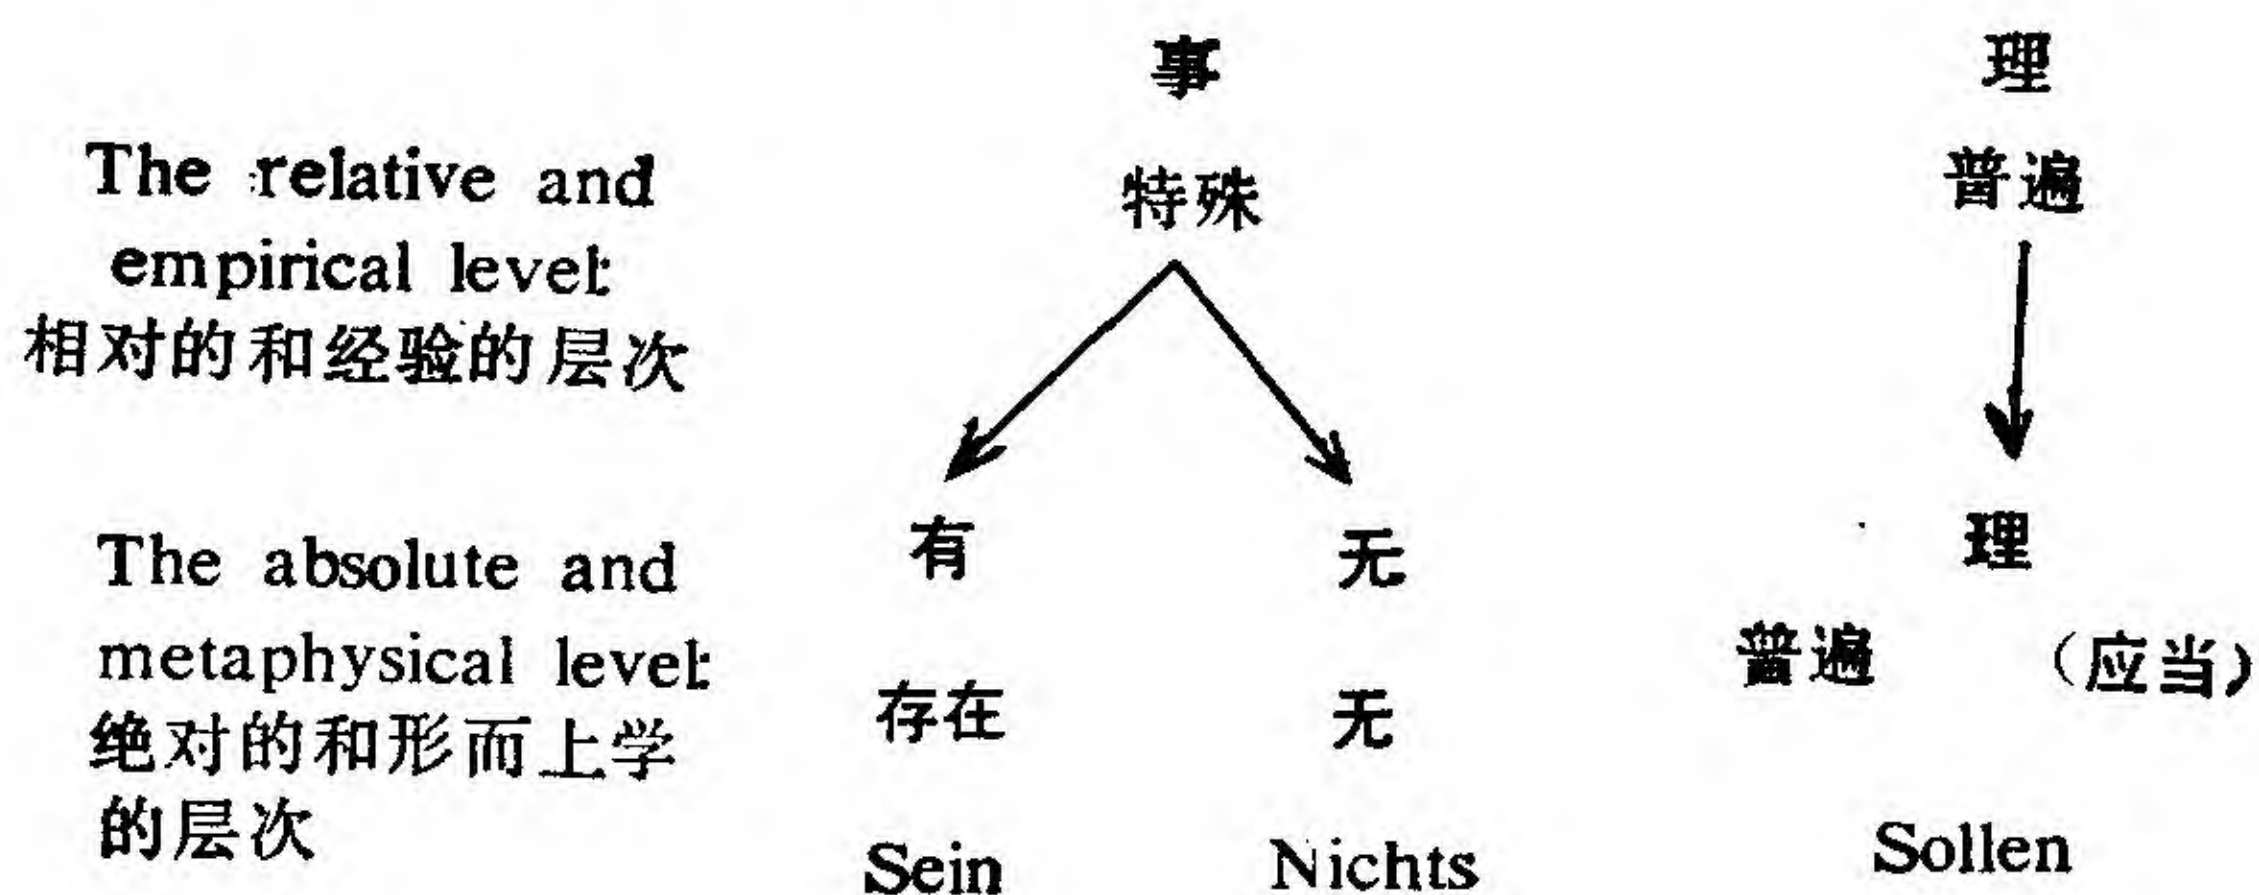 事 理
The relative and
empirical level:
相对的和经验的层次
特殊 普遍
The absolute and
metaphysical level:
绝对的和形而上学
的层次
有 无 理
存在 无 普遍 （应当）
Sein Nichts Sollen